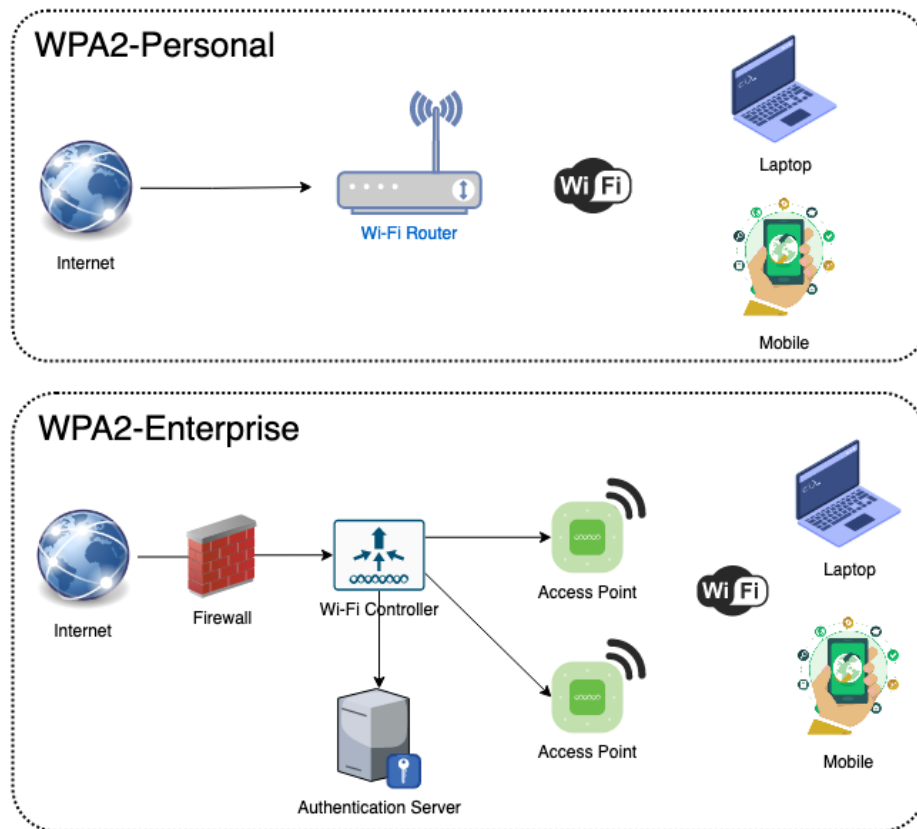 WPA2-Personal
Laptop
Wi Fi
Wi-Fi Router
Internet
Mobile
WPA2-Enterprise
Laptop
Access Point
Wi Fi
Firewall
Wi-Fi Controller
Internet
Access Point
Mobile
Authentication Server